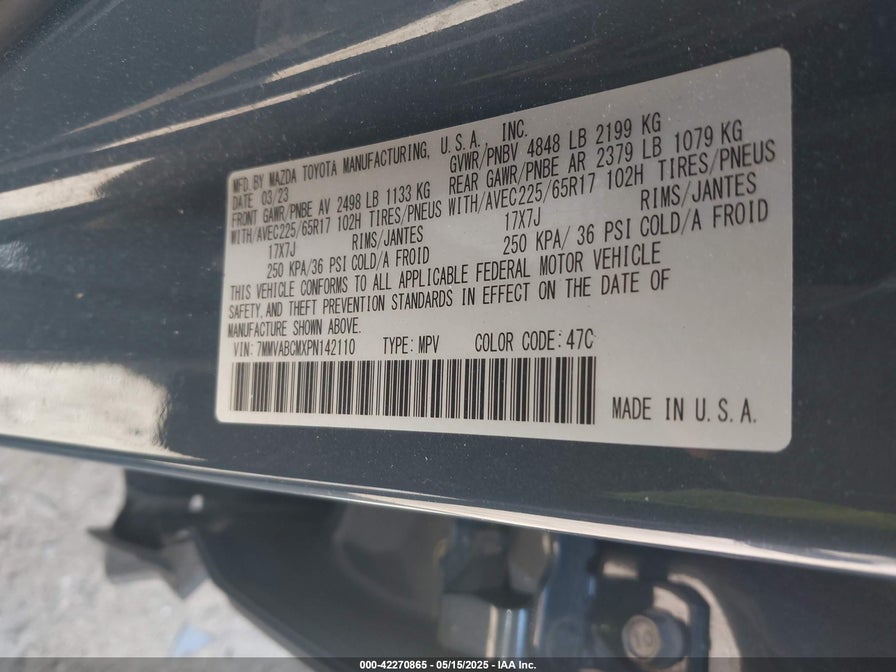 MFD. BY MAZDA TOYOTA MANUFACTURING, U.S.A., INC.
DATE 03/23 GVWR/PNBV 4848 LB 2199 KG
FRONT GAWR/PNBE AV 2498 LB 1133 KG REAR GAWR/PNBE AR 2379 LB 1079 KG
WITH/AVEC225/65R17 102H TIRES/PNEUS WITH/AVEC225/65R17 102H TIRES/PNEUS
17X7J RIMS/JANTES 17X7J RIMS/JANTES
250 KPA/36 PSI COLD/A FROID 250 KPA/ 36 PSI COLD/A FROID
THIS VEHICLE CONFORMS TO ALL APPLICABLE FEDERAL MOTOR VEHICLE
SAFETY, AND THEFT PREVENTION STANDARDS IN EFFECT ON THE DATE OF
MANUFACTURE SHOWN ABOVE.
VIN: 7MMVABCMXPN142110 TYPE: MPV COLOR CODE: 47C
MADE IN U.S.A.
10
000-42270865 - 05/15/2025 - IAA Inc.